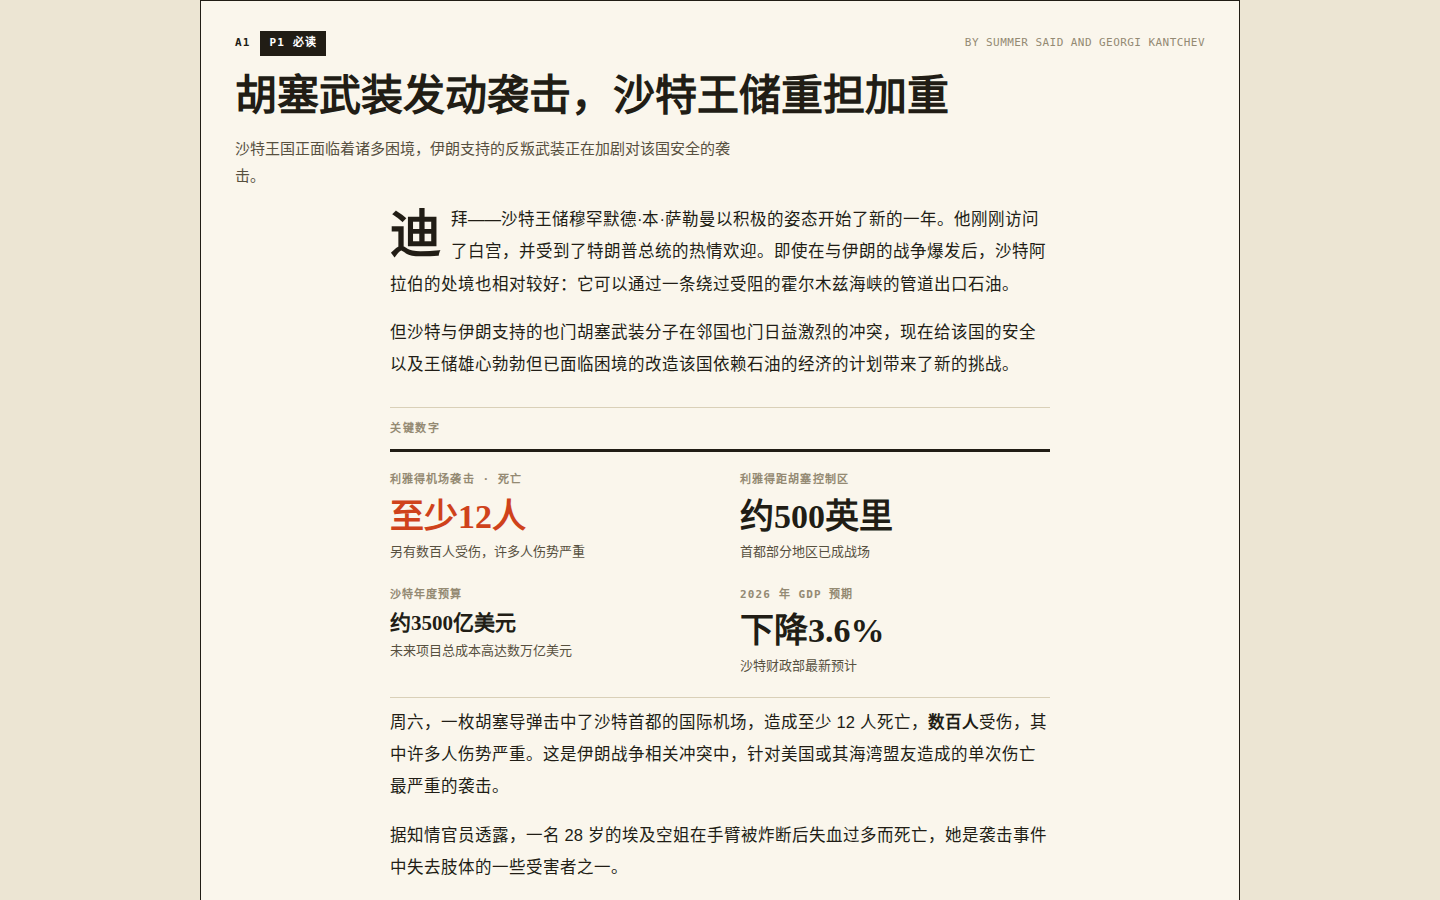 A1 P1 必读
BY SUMMER SAID AND GEORGI KANTCHEV
胡塞武装发动袭击，沙特王储重担加重
沙特王国正面临着诸多困境，伊朗支持的反叛武装正在加剧对该国安全的袭
击。
迪拜——沙特王储穆罕默德·本·萨勒曼以积极的姿态开始了新的一年。他刚刚访问
了白宫，并受到了特朗普总统的热情欢迎。即使在与伊朗的战争爆发后，沙特阿
拉伯的处境也相对较好：它可以通过一条绕过受阻的霍尔木兹海峡的管道出口石油。
但沙特与伊朗支持的也门胡塞武装分子在邻国也门日益激烈的冲突，现在给该国的安全
以及王储雄心勃勃但已面临困境的改造该国依赖石油的经济的计划带来了新的挑战。
关键数字
利雅得机场袭击 · 死亡
至少12人
另有数百人受伤，许多人伤势严重
利雅得距胡塞控制区
约500英里
首都部分地区已成战场
沙特年度预算
约3500亿美元
未来项目总成本高达数万亿美元
2026 年 GDP 预期
下降3.6%
沙特财政部最新预计
周六，一枚胡塞导弹击中了沙特首都的国际机场，造成至少 12 人死亡，数百人受伤，其
中许多人伤势严重。这是伊朗战争相关冲突中，针对美国或其海湾盟友造成的单次伤亡
最严重的袭击。
据知情官员透露，一名 28 岁的埃及空姐在手臂被炸断后失血过多而死亡，她是袭击事件
中失去肢体的一些受害者之一。